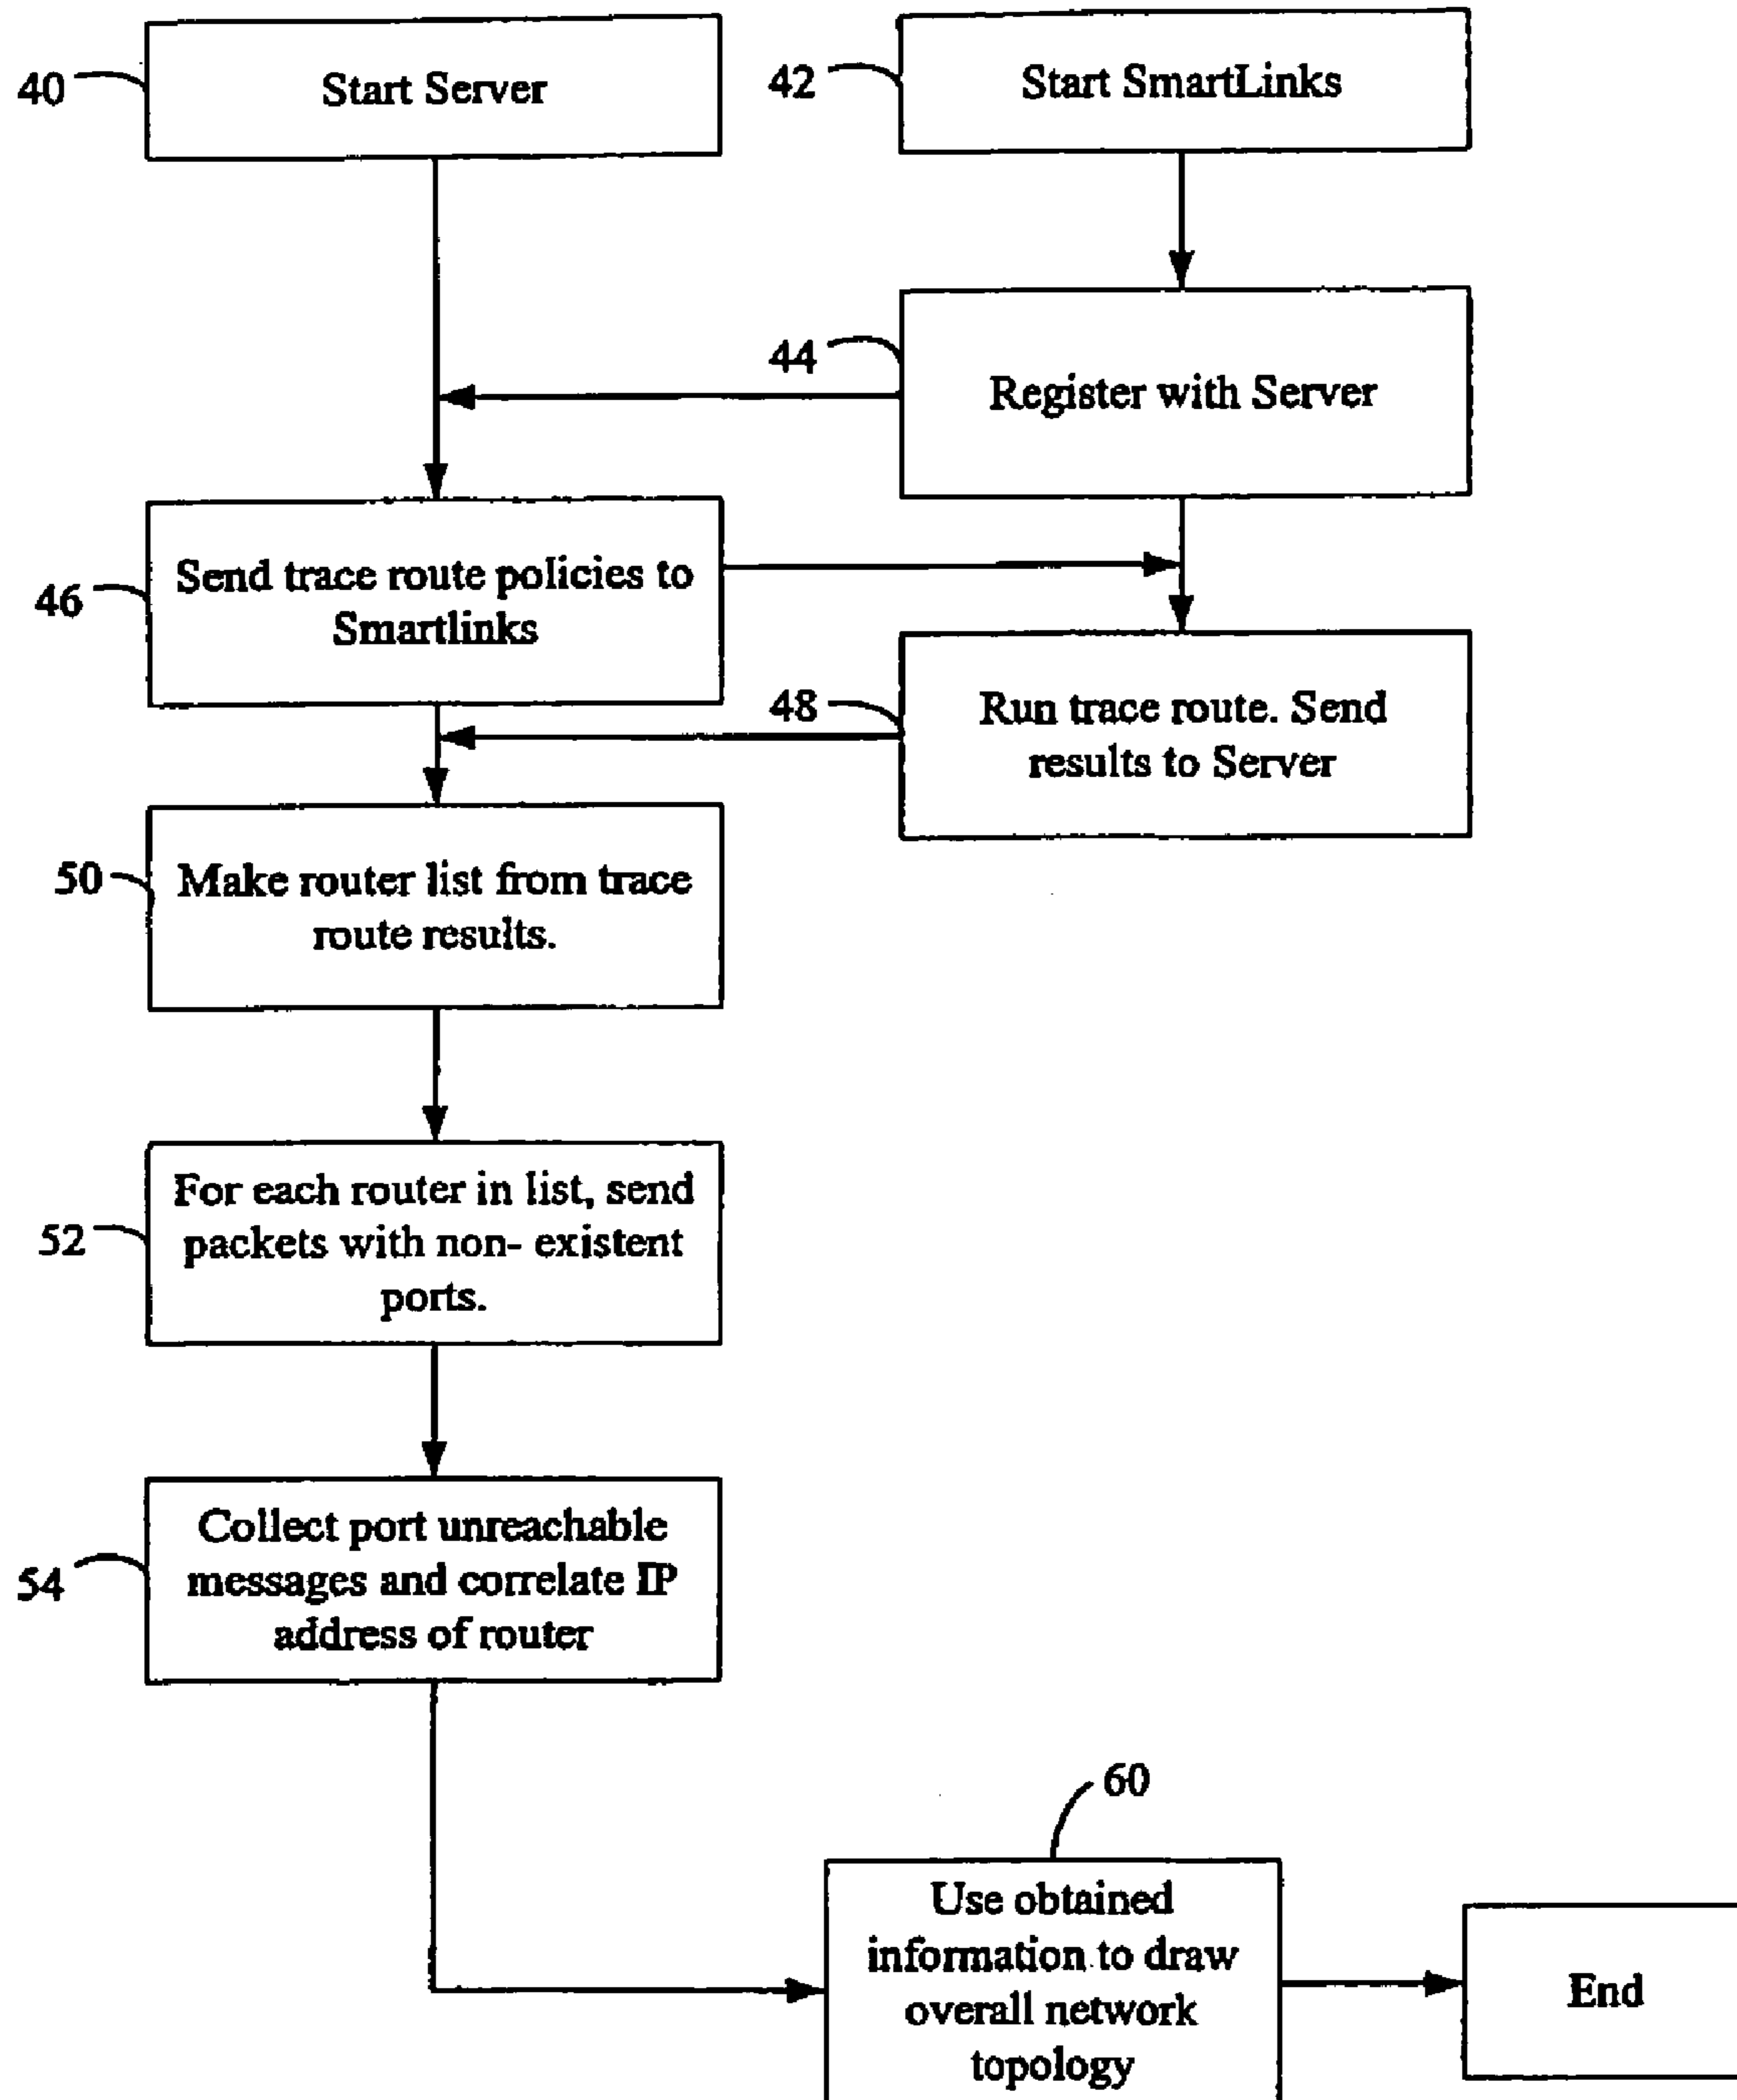 40
Start Server
42
Start SmartLinks
44
Register with Server
46
Send trace route policies to
Smartlinks
48
Run trace route. Send
results to Server
50
Make router list from trace
route results.
52
For each router in list, send
packets with non- existent
ports.
54
Collect port unreachable
messages and correlate IP
address of router
60
Use obtained
information to draw
overall network
topology
End